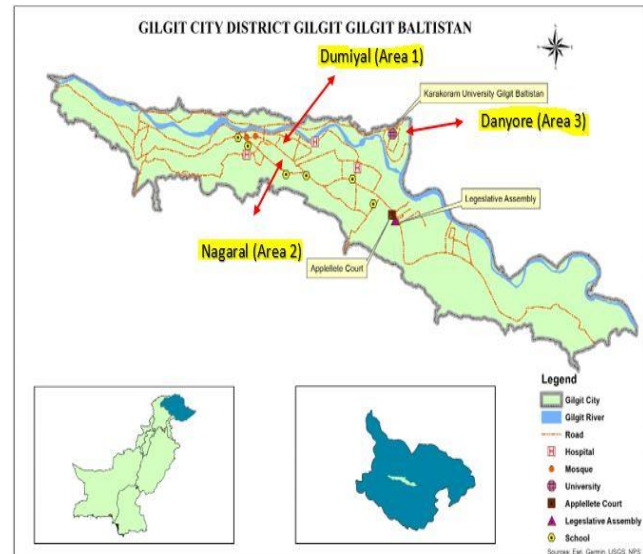 GILGIT CITY DISTRICT GILGIT GILGIT BALTISTAN
Dumiyal (Area 1)
Karakoram University Gilgit Baltistan
Danyore (Area 3)
Legeslative Assembly
Nagaral (Area 2)
Applellete Court
Legend
Gilgit City
Gilgit River
Road
H Hospital
Mosque
University
Applellete Court
Legeslative Assembly
School
Sources: Esri, Garmin, USGS, NPS